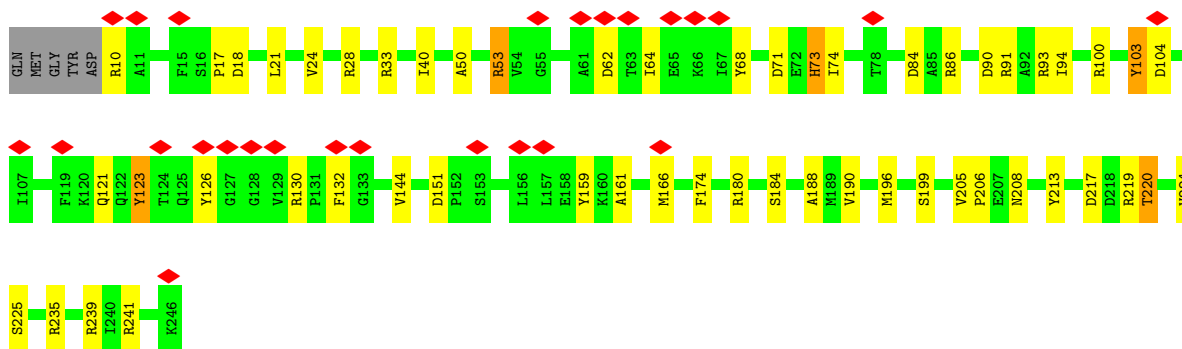 GLN MET GLY TYR ASP R10 A11 F15 S16 P17 D18 L21 V24 R28 R33 I40 A50 R53 V54 G55 A61 D62 T63 I64 E65 K66 I67 Y68 D71 E72 H73 I74 T78 D84 A85 R86 D90 R91 A92 R93 I94 R100 Y103 D104
I107 F119 K120 Q121 Q122 Y123 T124 Q125 Y126 G127 G128 V129 R130 P131 F132 G133 V144 D151 P152 S153 L156 L157 E158 Y159 K160 A161 M166 F174 R180 S184 A188 M189 V190 M196 S199 V205 P206 E207 N208 Y213 D217 D218 R219 T220
S225 R235 R239 I240 R241 K246